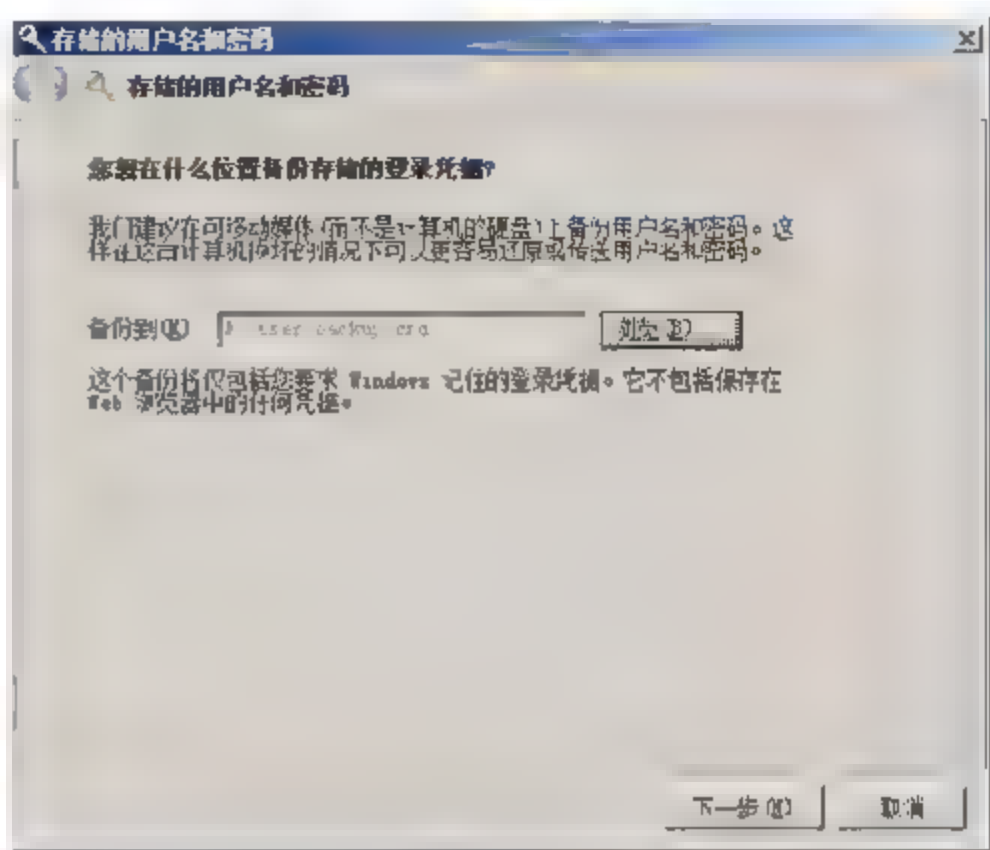 存储的用户名和密码
存储的用户名和密码
您想在什么位置备份存储的登录凭据?
我们建议在可移动媒体(而不是计算机的硬盘)上备份用户名和密码。这
样在这台计算机损坏的情况下可以更容易还原或传送用户名和密码。
备份到(K) user backup crd 浏览(B)
这个备份将仅包括您要求 Windows 记住的登录凭据。它不包括保存在
Web 浏览器中的任何凭据。
下一步(N) 取消